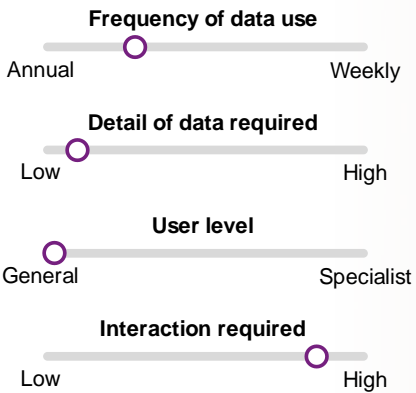 Frequency of data use
Annual Weekly
Detail of data required
Low High
User level
General Specialist
Interaction required
Low High